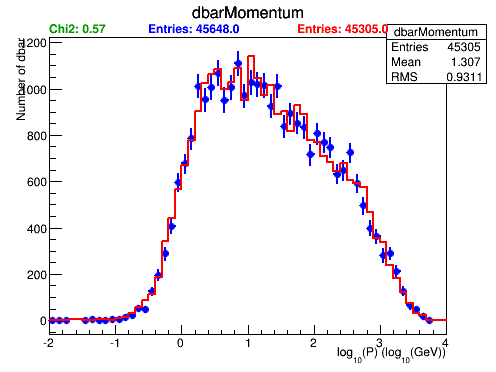 dbarMomentum
Chi2: 0.57 Entries: 45648.0 Entries: 45305.0
dbarMomentum
Entries 45305
Mean 1.307
RMS 0.9311
Number of dbar
1200
1000
800
600
400
200
0
-2 -1 0 1 2 3 4
log10(P) (log10(GeV))